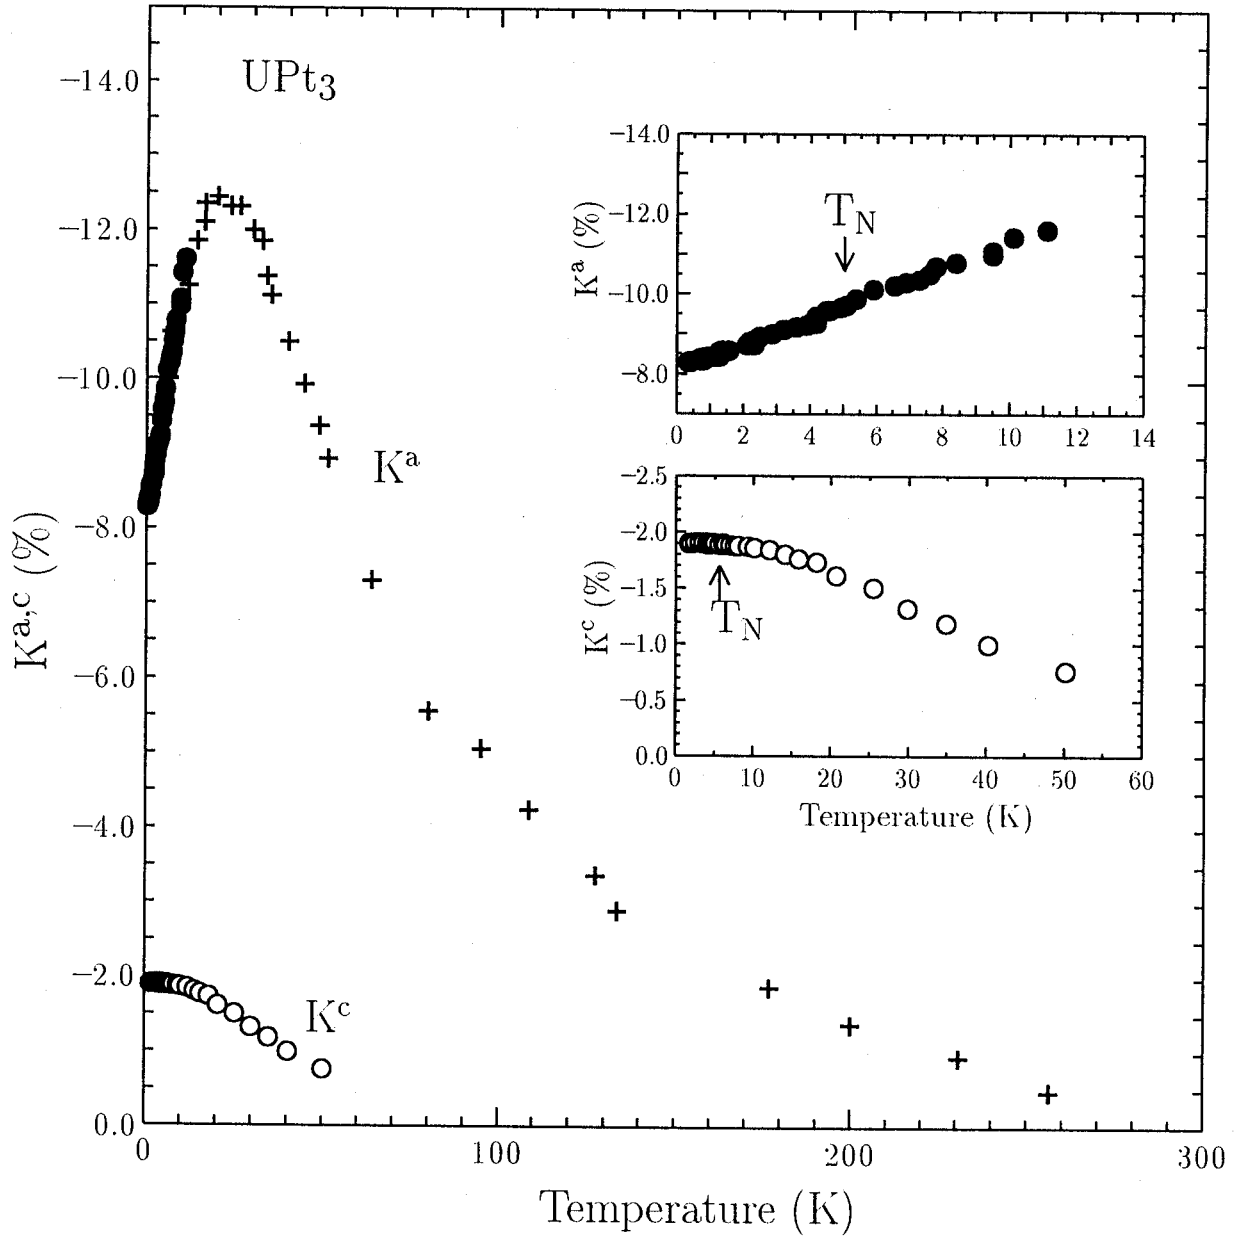 UPt₃
−14.0
−12.0
−10.0
−8.0
−6.0
−4.0
−2.0
0.0
Kᵃ,ᶜ (%)
Kᵃ
Kᶜ
0 100 200 300
Temperature (K)
−14.0
−12.0
−10.0
−8.0
Kᵃ (%)
T_N
0 2 4 6 8 10 12 14
−2.5
−2.0
−1.5
−1.0
−0.5
0.0
Kᶜ (%)
T_N
0 10 20 30 40 50 60
Temperature (K)